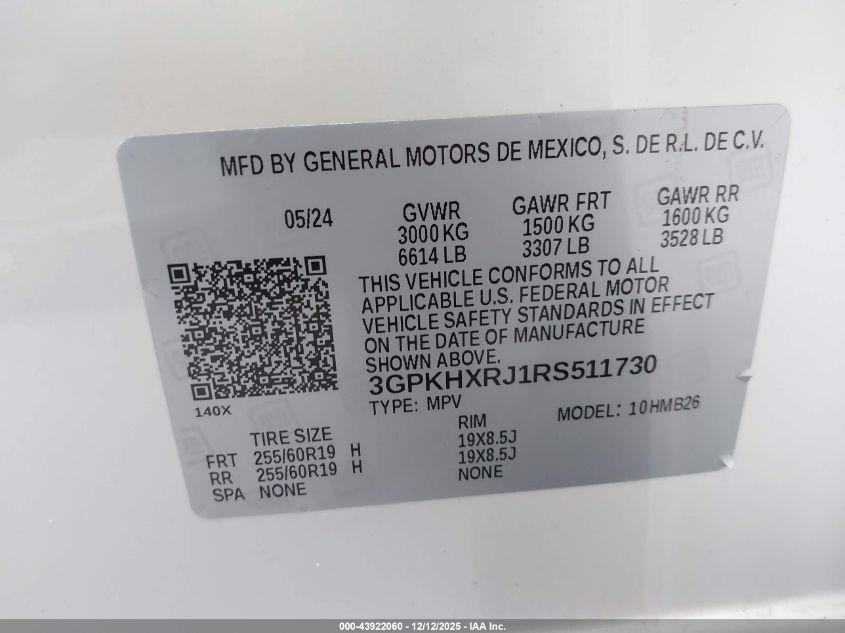 MFD BY GENERAL MOTORS DE MEXICO, S. DE R.L. DE C.V.
05/24 GVWR GAWR FRT GAWR RR
3000 KG 1500 KG 1600 KG
6614 LB 3307 LB 3528 LB
THIS VEHICLE CONFORMS TO ALL
APPLICABLE U.S. FEDERAL MOTOR
VEHICLE SAFETY STANDARDS IN EFFECT
ON THE DATE OF MANUFACTURE
SHOWN ABOVE.
3GPKHXRJ1RS511730
140X
TYPE: MPV MODEL: 10HMB26
TIRE SIZE RIM
FRT 255/60R19 H 19X8.5J
RR 255/60R19 H 19X8.5J
SPA NONE NONE
000-43922060 - 12/12/2025 - IAA Inc.